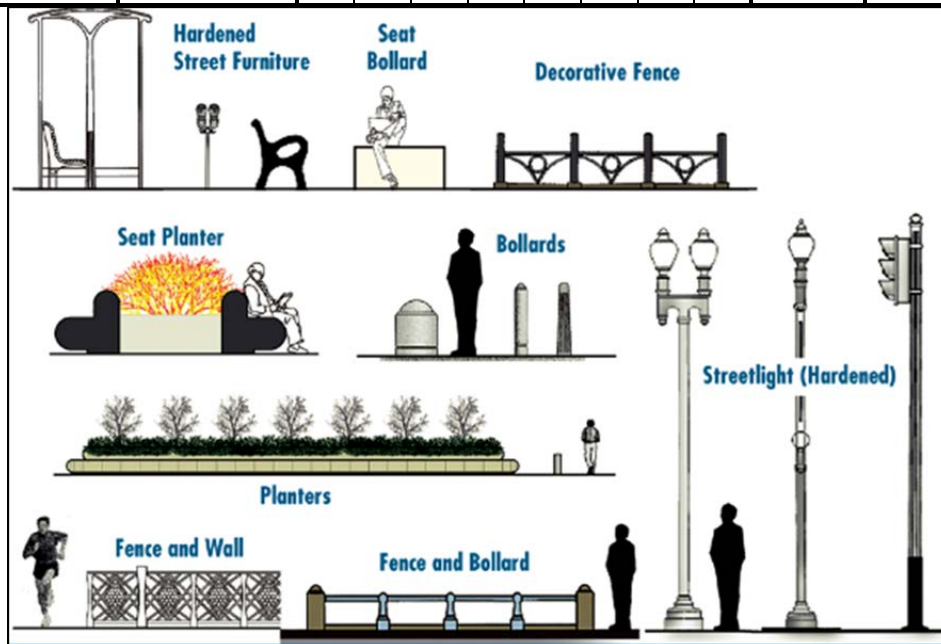 Hardened
Street Furniture
Seat
Bollard
Decorative Fence
Seat Planter
Bollards
Streetlight (Hardened)
Planters
Fence and Wall
Fence and Bollard